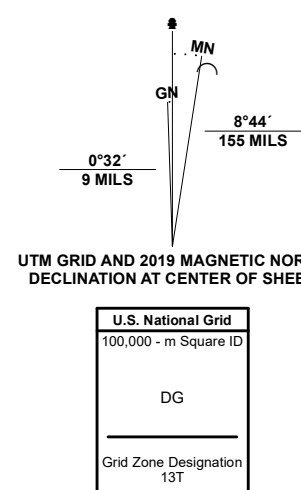 MN
GN
8°44´
155 MILS
0°32´
9 MILS
UTM GRID AND 2019 MAGNETIC NOR
DECLINATION AT CENTER OF SHEE
U.S. National Grid
100,000 - m Square ID
DG
Grid Zone Designation
13T